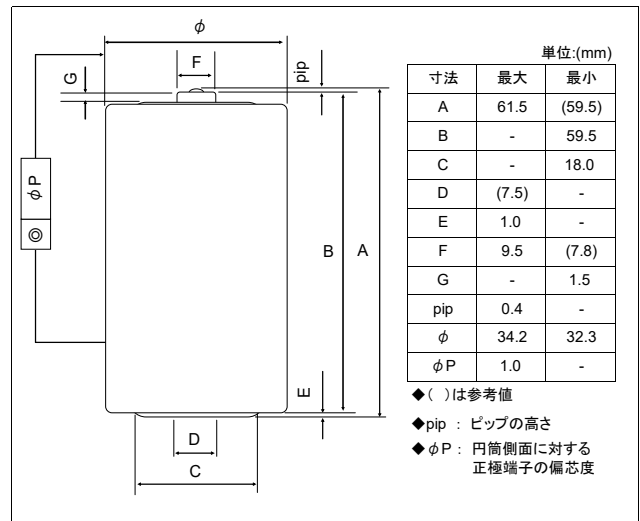 φ
F
G
pip
φP
◎
B
A
E
D
C
単位:(mm)
寸法 最大 最小
A 61.5 (59.5)
B - 59.5
C - 18.0
D (7.5) -
E 1.0 -
F 9.5 (7.8)
G - 1.5
pip 0.4 -
φ 34.2 32.3
φP 1.0 -
◆( )は参考値
◆pip : ピップの高さ
◆φP: 円筒側面に対する
正極端子の偏芯度